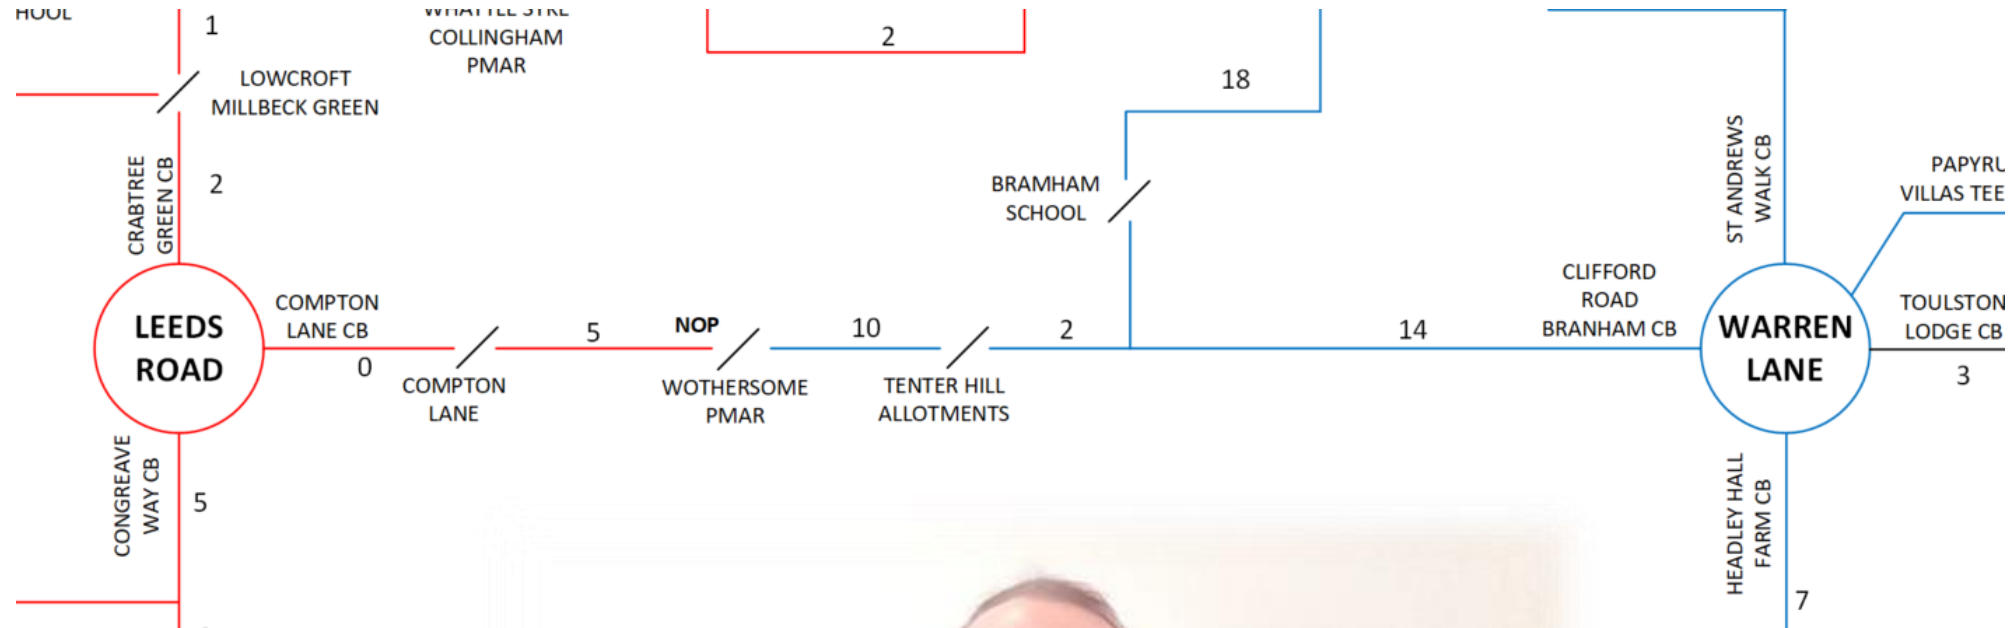 HOOL
1
WHATTLE SYKE
COLLINGHAM
PMAR
2
18
LOWCROFT
MILLBECK GREEN
CRABTREE
GREEN CB
2
BRAMHAM
SCHOOL
ST ANDREWS
WALK CB
PAPYRU
VILLAS TEE
LEEDS
ROAD
COMPTON
LANE CB
0
COMPTON
LANE
5
NOP
WOTHERSOME
PMAR
10
TENTER HILL
ALLOTMENTS
2
14
CLIFFORD
ROAD
BRANHAM CB
WARREN
LANE
TOULSTON
LODGE CB
3
CONGREAVE
WAY CB
5
HEADLEY HALL
FARM CB
7